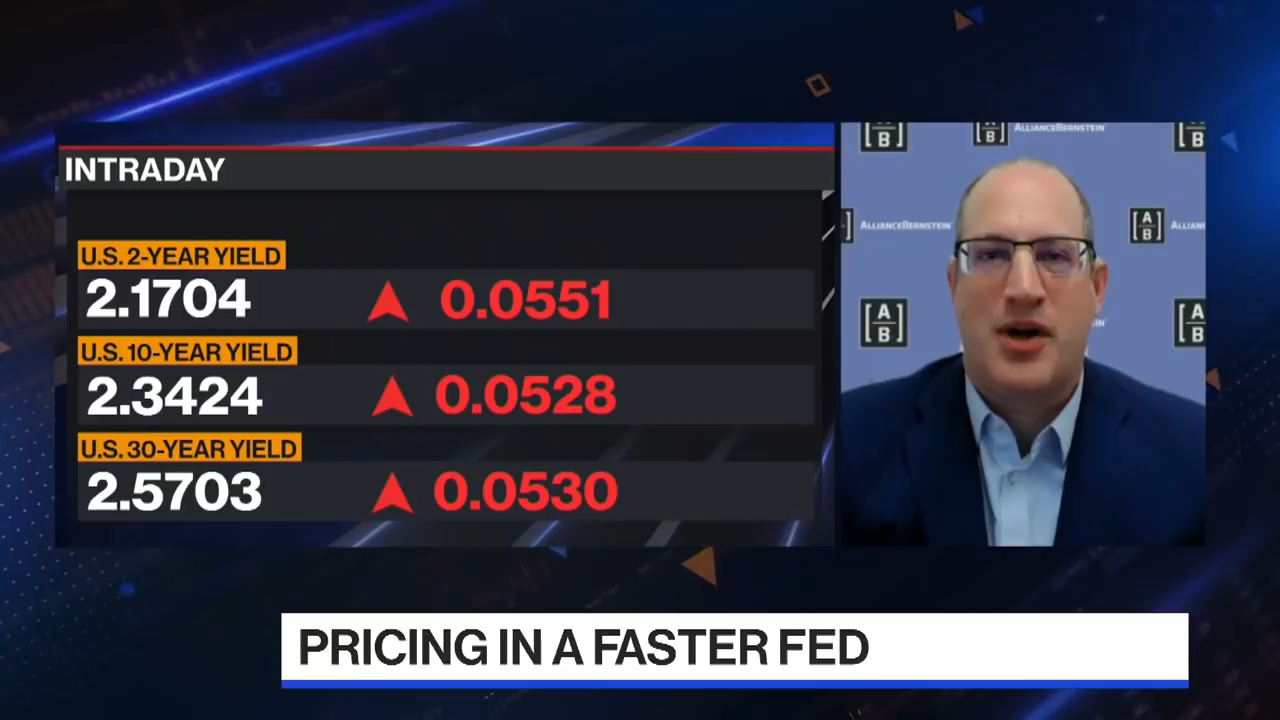 INTRADAY
U.S. 2-YEAR YIELD
2.1704 0.0551
U.S. 10-YEAR YIELD
2.3424 0.0528
U.S. 30-YEAR YIELD
2.5703 0.0530
A B
A B ALLIANCEBERNSTEIN
B
ALLIANCEBERNSTEIN
A B
A B
A B
PRICING IN A FASTER FED